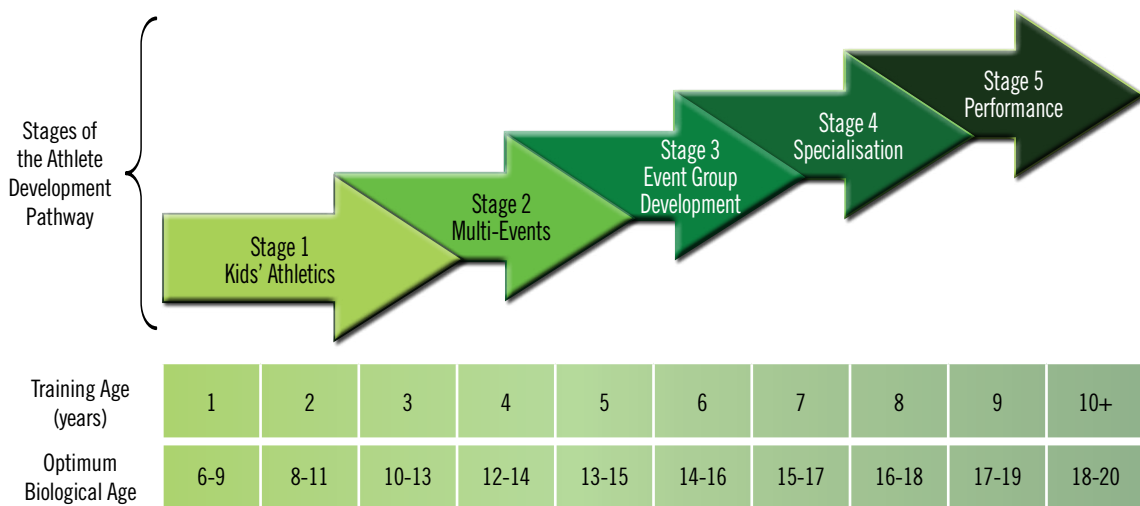 Stages of
the Athlete
Development
Pathway
Stage 1
Kids’ Athletics
Stage 2
Multi-Events
Stage 3
Event Group
Development
Stage 4
Specialisation
Stage 5
Performance
Training Age
(years)
1 2 3 4 5 6 7 8 9 10+
Optimum
Biological Age
6-9 8-11 10-13 12-14 13-15 14-16 15-17 16-18 17-19 18-20